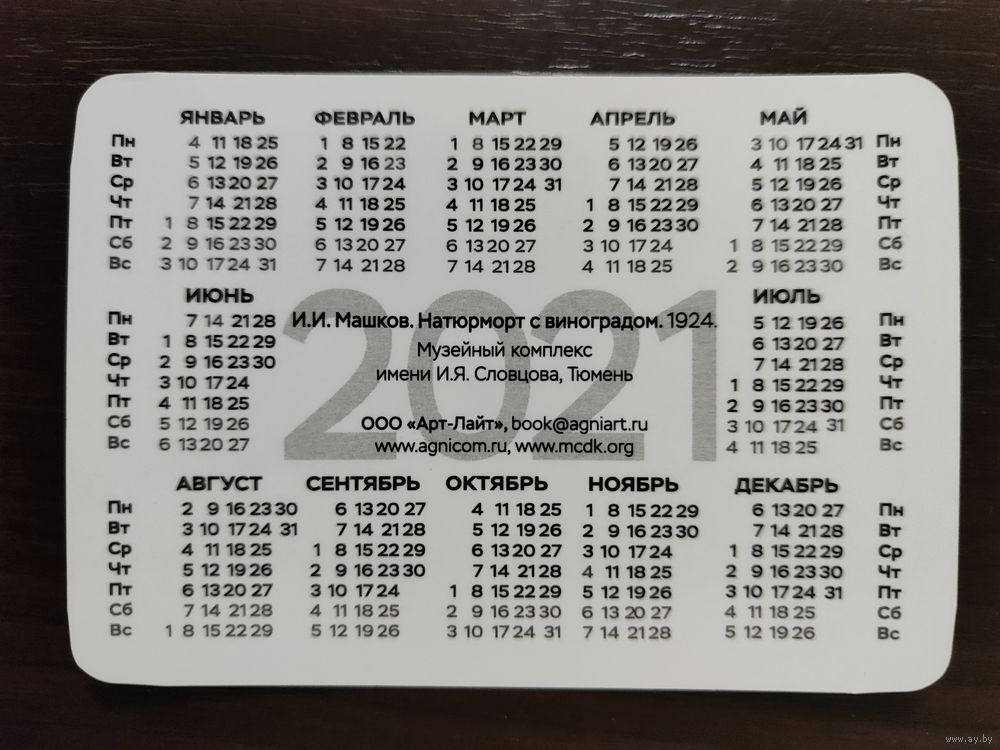 ЯНВАРЬ ФЕВРАЛЬ МАРТ АПРЕЛЬ МАЙ
Пн 4 11 18 25 1 8 15 22 1 8 15 22 29 5 12 19 26 3 10 17 24 31 Пн
Вт 5 12 19 26 2 9 16 23 2 9 16 23 30 6 13 20 27 4 11 18 25 Вт
Ср 6 13 20 27 3 10 17 24 3 10 17 24 31 7 14 21 28 5 12 19 26 Ср
Чт 7 14 21 28 4 11 18 25 4 11 18 25 1 8 15 22 29 6 13 20 27 Чт
Пт 1 8 15 22 29 5 12 19 26 5 12 19 26 2 9 16 23 30 7 14 21 28 Пт
Сб 2 9 16 23 30 6 13 20 27 6 13 20 27 3 10 17 24 1 8 15 22 29 Сб
Вс 3 10 17 24 31 7 14 21 28 7 14 21 28 4 11 18 25 2 9 16 23 30 Вс
2021
ИЮНЬ ИЮЛЬ
Пн 7 14 21 28 И.И. Машков. Натюрморт с виноградом. 1924. 5 12 19 26 Пн
Вт 1 8 15 22 29 Музейный комплекс 6 13 20 27 Вт
Ср 2 9 16 23 30 имени И.Я. Словцова, Тюмень 7 14 21 28 Ср
Чт 3 10 17 24 1 8 15 22 29 Чт
Пт 4 11 18 25 2 9 16 23 30 Пт
Сб 5 12 19 26 ООО «Арт-Лайт», book@agniart.ru 3 10 17 24 31 Сб
Вс 6 13 20 27 www.agnicom.ru, www.mcdk.org 4 11 18 25 Вс
АВГУСТ СЕНТЯБРЬ ОКТЯБРЬ НОЯБРЬ ДЕКАБРЬ
Пн 2 9 16 23 30 6 13 20 27 4 11 18 25 1 8 15 22 29 6 13 20 27 Пн
Вт 3 10 17 24 31 7 14 21 28 5 12 19 26 2 9 16 23 30 7 14 21 28 Вт
Ср 4 11 18 25 1 8 15 22 29 6 13 20 27 3 10 17 24 1 8 15 22 29 Ср
Чт 5 12 19 26 2 9 16 23 30 7 14 21 28 4 11 18 25 2 9 16 23 30 Чт
Пт 6 13 20 27 3 10 17 24 1 8 15 22 29 5 12 19 26 3 10 17 24 31 Пт
Сб 7 14 21 28 4 11 18 25 2 9 16 23 30 6 13 20 27 4 11 18 25 Сб
Вс 1 8 15 22 29 5 12 19 26 3 10 17 24 31 7 14 21 28 5 12 19 26 Вс
www.ay.by